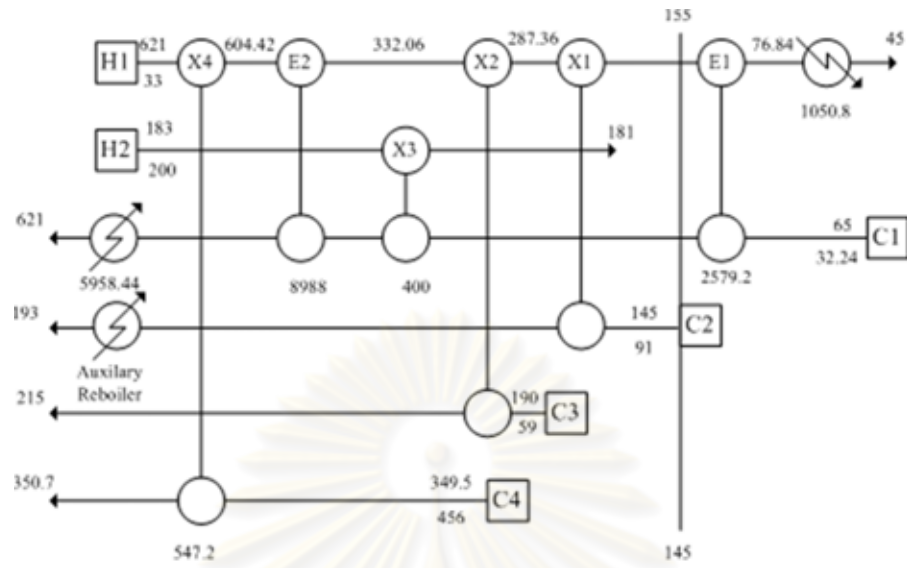 155
621 604.42 332.06 287.36 76.84 45
H1 X4 E2 X2 X1 E1
33 1050.8
183 181
H2 X3
200
621 65
C1
5958.44 8988 400 2579.2 32.24
193 145
C2
91
Auxilary
Reboiler
215 190
C3
59
350.7 349.5
C4
456
547.2 145